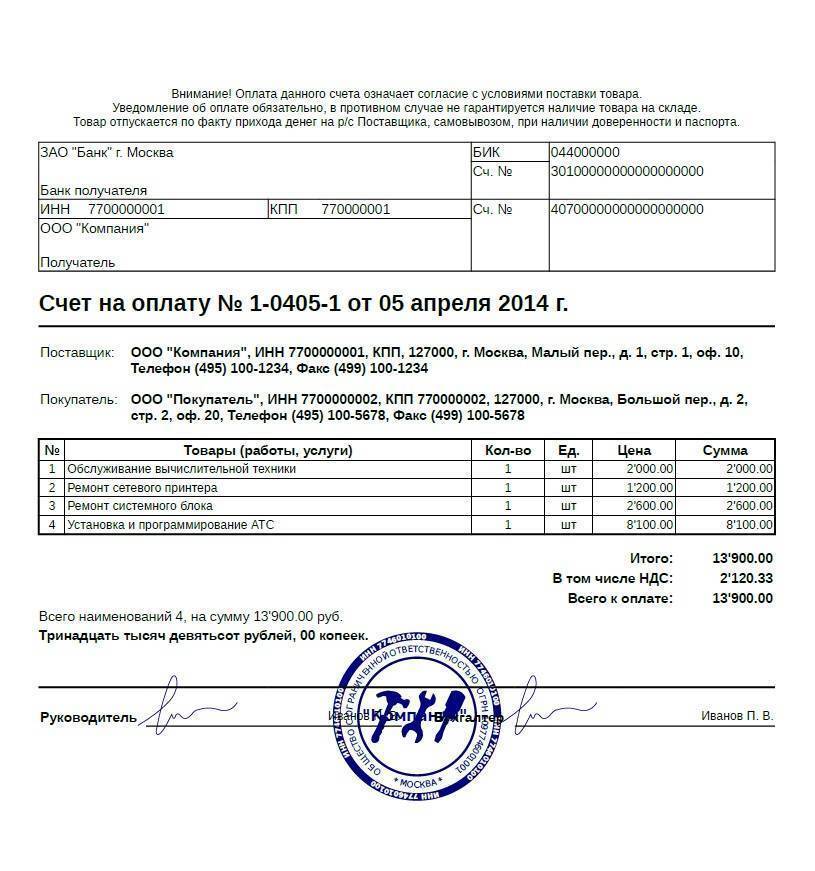 Внимание! Оплата данного счета означает согласие с условиями поставки товара.
Уведомление об оплате обязательно, в противном случае не гарантируется наличие товара на складе.
Товар отпускается по факту прихода денег на р/с Поставщика, самовывозом, при наличии доверенности и паспорта.
ЗАО "Банк" г. Москва БИК 044000000
Сч. № 30100000000000000000
Банк получателя
ИНН 7700000001 КПП 770000001 Сч. № 40700000000000000000
ООО "Компания"
Получатель
Счет на оплату № 1-0405-1 от 05 апреля 2014 г.
Поставщик: ООО "Компания", ИНН 7700000001, КПП, 127000, г. Москва, Малый пер., д. 1, стр. 1, оф. 10,
Телефон (495) 100-1234, Факс (499) 100-1234
Покупатель: ООО "Покупатель", ИНН 7700000002, КПП 770000002, 127000, г. Москва, Большой пер., д. 2,
стр. 2, оф. 20, Телефон (495) 100-5678, Факс (499) 100-5678
№ Товары (работы, услуги) Кол-во Ед. Цена Сумма
1 Обслуживание вычислительной техники 1 шт 2'000.00 2'000.00
2 Ремонт сетевого принтера 1 шт 1'200.00 1'200.00
3 Ремонт системного блока 1 шт 2'600.00 2'600.00
4 Установка и программирование АТС 1 шт 8'100.00 8'100.00
Итого: 13'900.00
В том числе НДС: 2'120.33
Всего к оплате: 13'900.00
Всего наименований 4, на сумму 13'900.00 руб.
Тринадцать тысяч девятьсот рублей, 00 копеек.
Руководитель Бухгалтер Иванов П. В.
ИНН 7746010100 ИНН 7746010100 ИНН 7746010100 ИНН 7746010100 ИНН 7746010100
ОБЩЕСТВО С ОГРАНИЧЕННОЙ ОТВЕТСТВЕННОСТЬЮ ОГРН
"Компания"
* МОСКВА *